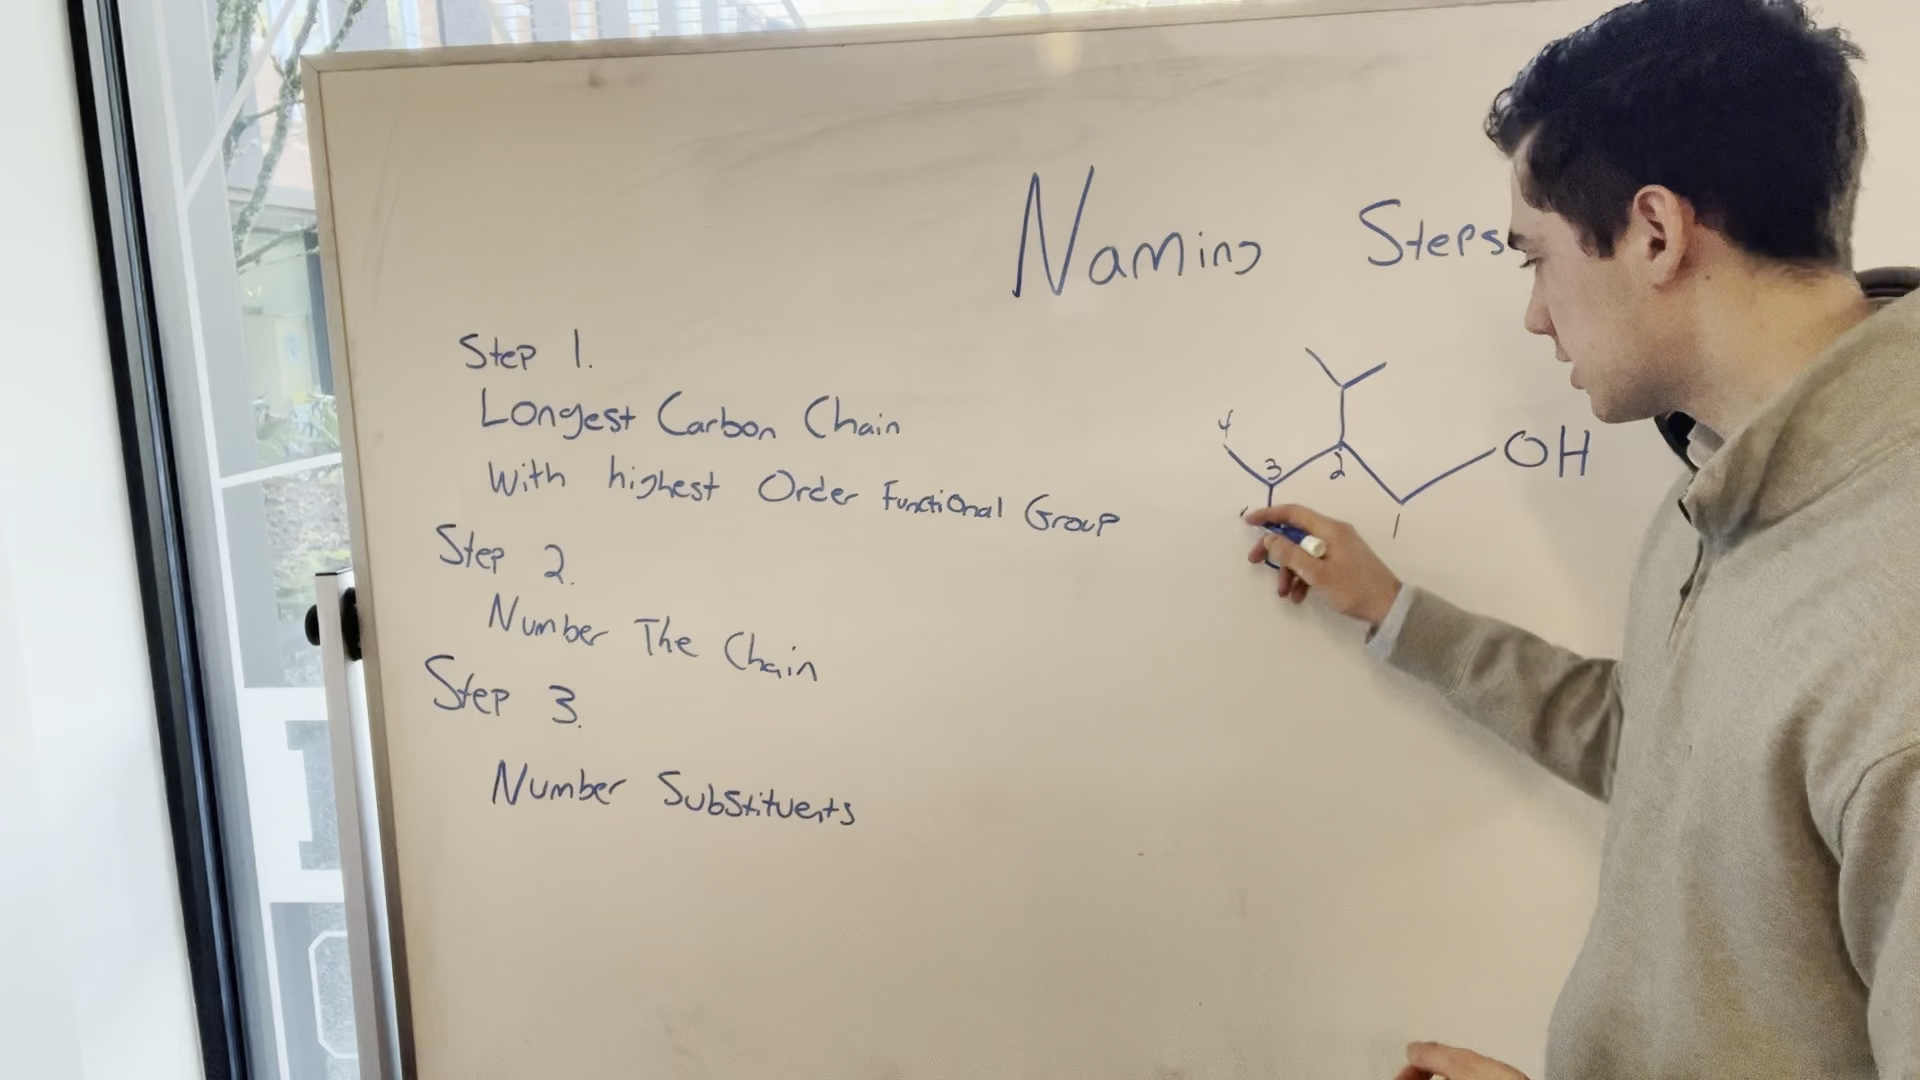 Naming Steps
Step 1.
Longest Carbon Chain
With highest Order Functional Group
Step 2.
Number The Chain
Step 3.
Number Substituents
4
3
2
1
OH